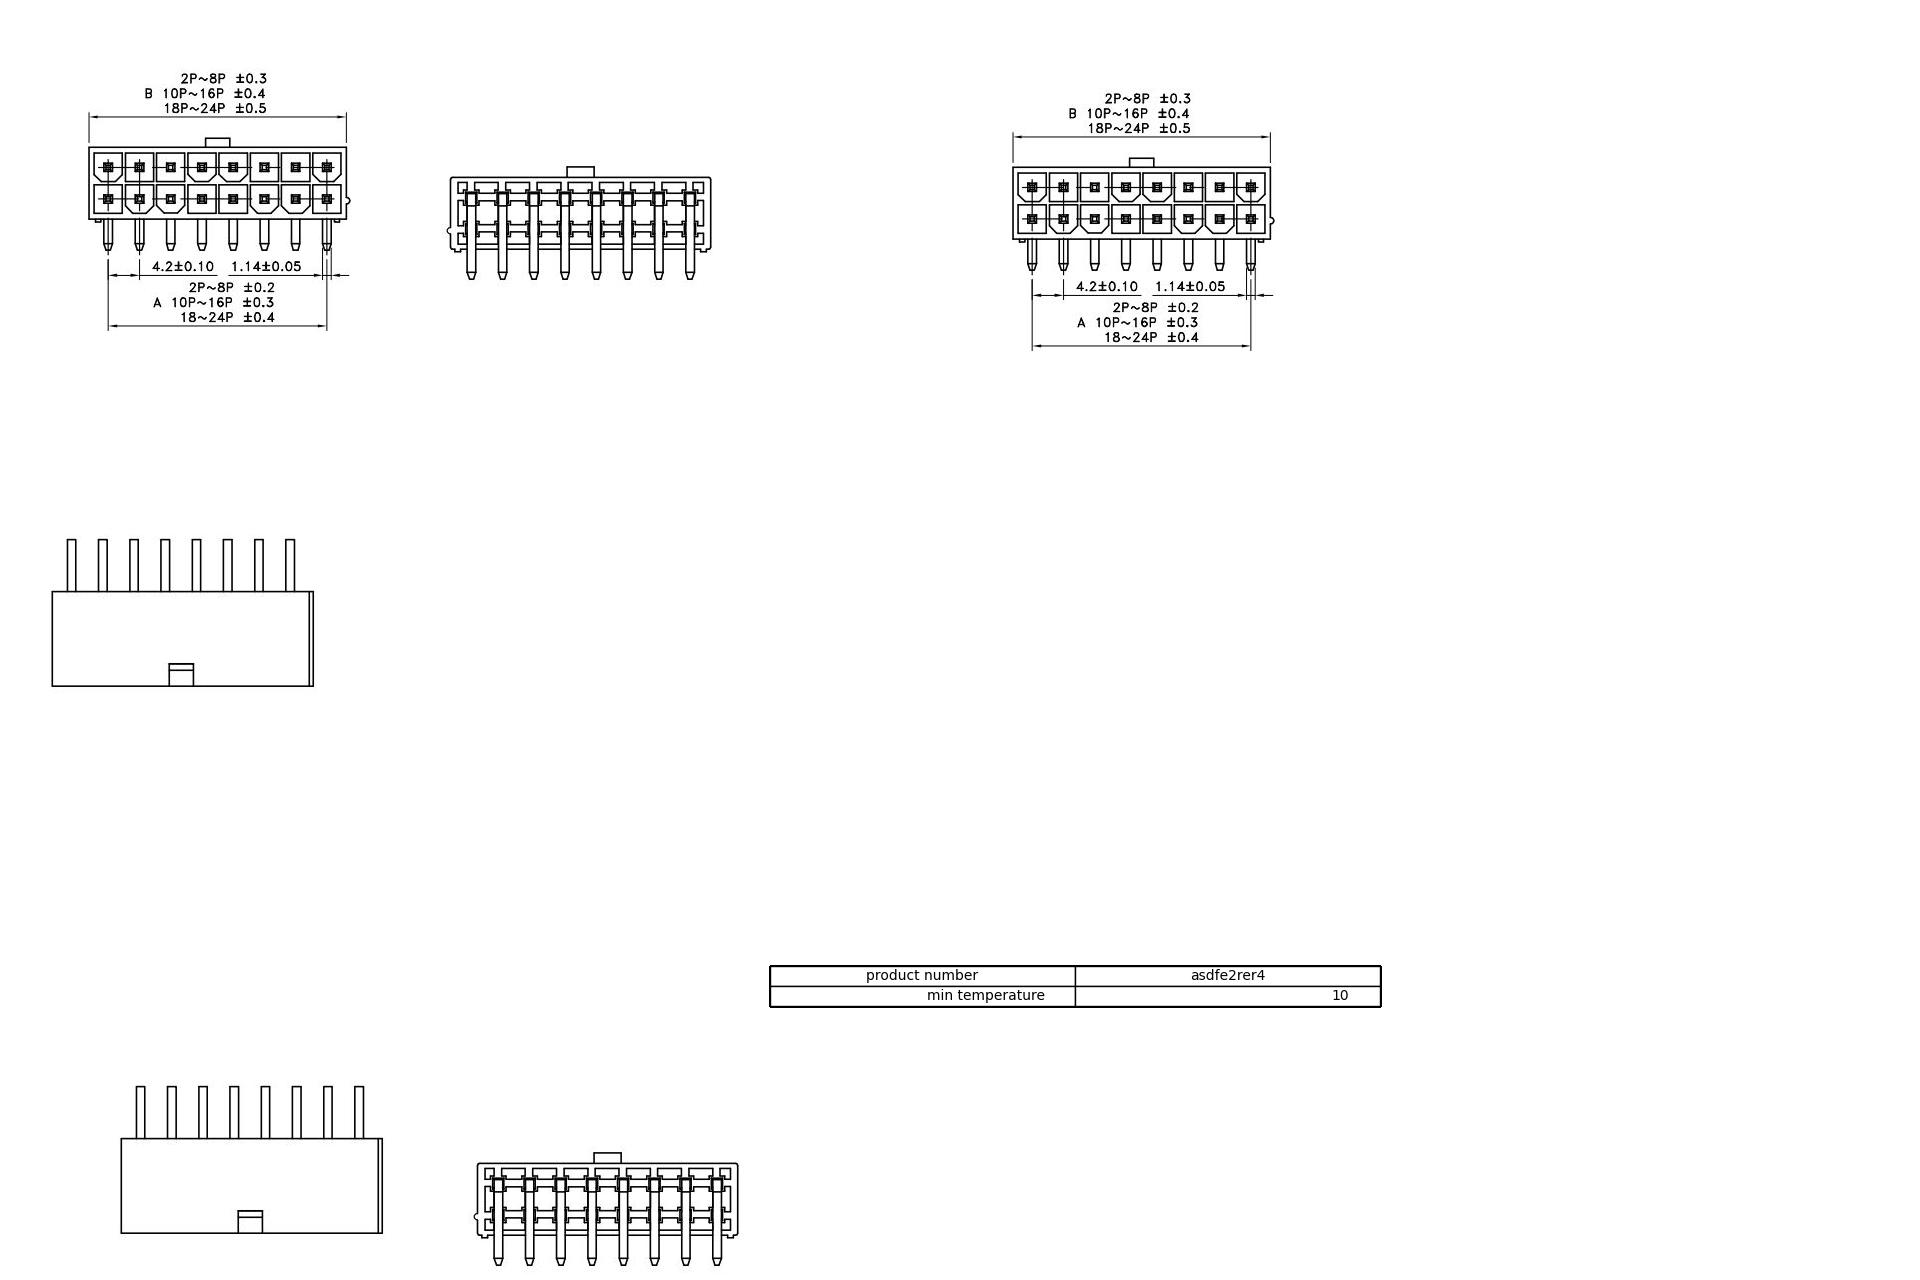 2P~8P ±0.3
B 10P~16P ±0.4
18P~24P ±0.5
4.2±0.10 1.14±0.05
2P~8P ±0.2
A 10P~16P ±0.3
18~24P ±0.4
2P~8P ±0.3
B 10P~16P ±0.4
18P~24P ±0.5
4.2±0.10 1.14±0.05
2P~8P ±0.2
A 10P~16P ±0.3
18~24P ±0.4
product number asdfe2rer4
min temperature 10